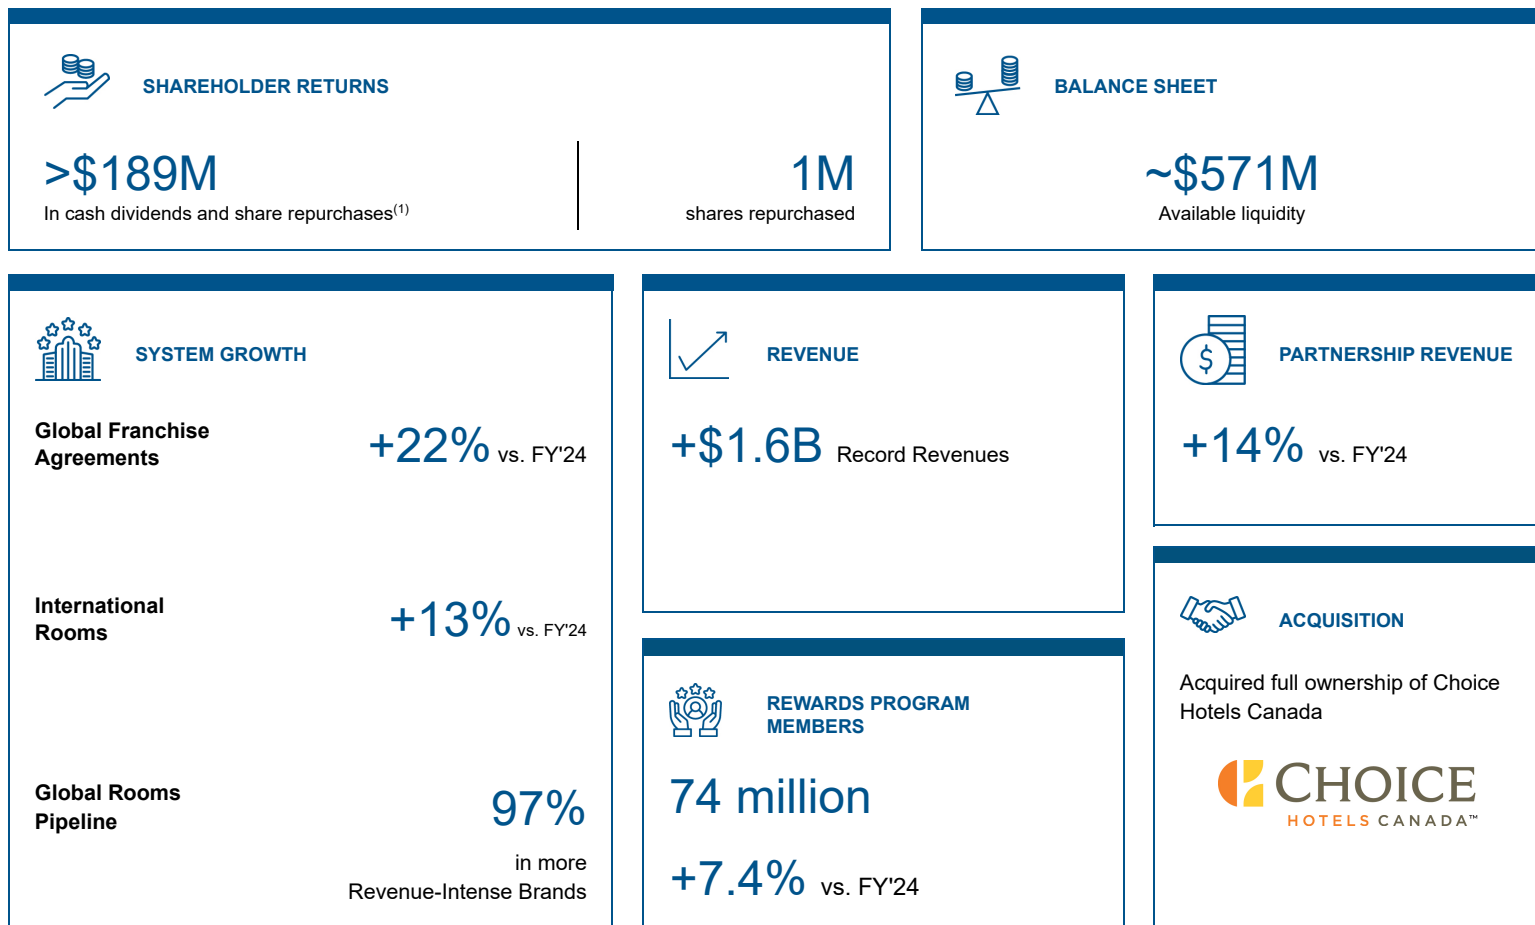 SHAREHOLDER RETURNS
>$189M
In cash dividends and share repurchases(1)
1M
shares repurchased
BALANCE SHEET
~$571M
Available liquidity
SYSTEM GROWTH
Global Franchise
Agreements
+22% vs. FY'24
International
Rooms
+13% vs. FY'24
Global Rooms
Pipeline
97%
in more
Revenue-Intense Brands
REVENUE
+$1.6B Record Revenues
REWARDS PROGRAM
MEMBERS
74 million
+7.4% vs. FY'24
$
PARTNERSHIP REVENUE
+14% vs. FY'24
ACQUISITION
Acquired full ownership of Choice
Hotels Canada
CHOICE
HOTELS CANADA™